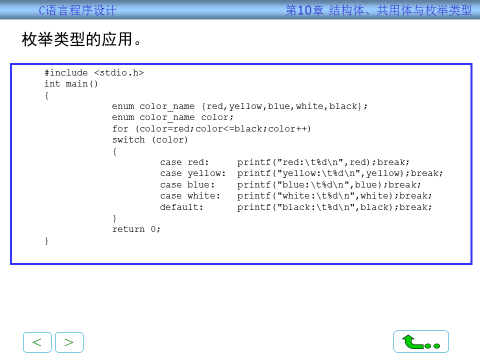 C语言程序设计 第10章 结构体、共用体与枚举类型
枚举类型的应用。
#include <stdio.h>
int main()
{
enum color_name {red,yellow,blue,white,black};
enum color_name color;
for (color=red;color<=black;color++)
switch (color)
{
case red: printf("red:\t%d\n",red);break;
case yellow: printf("yellow:\t%d\n",yellow);break;
case blue: printf("blue:\t%d\n",blue);break;
case white: printf("white:\t%d\n",white);break;
default: printf("black:\t%d\n",black);break;
}
return 0;
}
< >